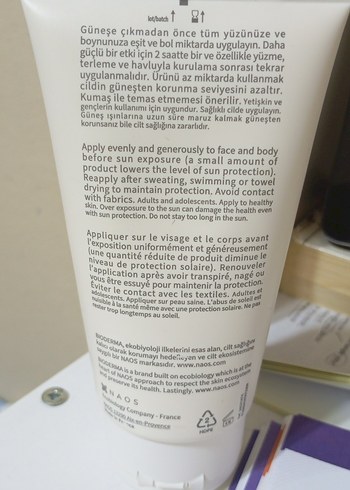 lot/batch
Güneşe çıkmadan önce tüm yüzünüze ve
boynunuza eşit ve bol miktarda uygulayın. Daha
güçlü bir etki için 2 saatte bir ve özellikle yüzme,
terleme ve havluyla kurulama sonrası tekrar
uygulanmalıdır. Ürünü az miktarda kullanmak
cildin güneşten korunma seviyesini azaltır.
Kumaş ile temas etmemesi önerilir. Yetişkin ve
gençlerin kullanımı için uygundur. Sağlıklı cilde uygulayın.
Güneş ışınlarına uzun süre maruz kalmak güneşten
korunsanız bile cilt sağlığına zararlıdır.
Apply evenly and generously to face and body
before sun exposure (a small amount of
product lowers the level of sun protection).
Reapply after sweating, swimming or towel
drying to maintain protection. Avoid contact
with fabrics. Adults and adolescents. Apply to healthy
skin. Over exposure to the sun can damage the health even
with sun protection. Do not stay too long in the sun.
Appliquer sur le visage et le corps avant
l'exposition uniformément et généreusement
(une quantité réduite de produit diminue le
niveau de protection solaire). Renouveler
l'application après avoir transpiré, nagé ou
vous être essuyé pour maintenir la protection.
Éviter le contact avec les textiles. Adultes et
adolescents. Appliquer sur peau saine. L'abus de soleil est
nuisible à la santé même avec une protection solaire. Ne pas
rester trop longtemps au soleil.
BIODERMA, ekobiyoloji ilkelerini esas alan, cilt sağlığını
kalıcı olarak korumayı hedefleyen ve cilt ekosistemine
saygılı bir NAOS markasıdır. www.naos.com
BIODERMA is a brand built on ecobiology which is at the
heart of NAOS approach to respect the skin ecosystem
and preserve its health. Lastingly. www.naos.com
NAOS
Company - France
Aix-en-Provence
2
HDPE